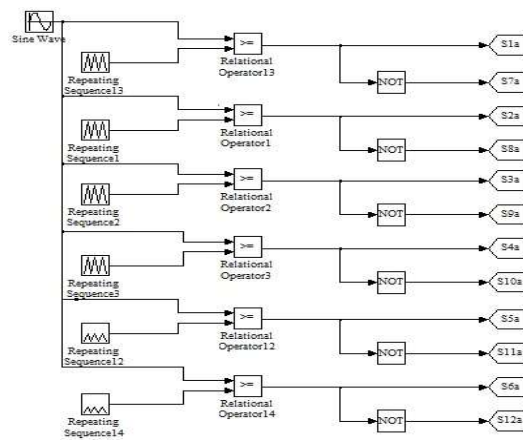 Sine Wave
>=
S1a
Repeating
Sequence13
Relational
Operator13
NOT
S7a
>=
S2a
Repeating
Sequence1
Relational
Operator1
NOT
S8a
>=
S3a
Repeating
Sequence2
Relational
Operator2
NOT
S9a
>=
S4a
Repeating
Sequence3
Relational
Operator3
NOT
S10a
>=
S5a
Repeating
Sequence12
Relational
Operator12
NOT
S11a
>=
S6a
Repeating
Sequence14
Relational
Operator14
NOT
S12a